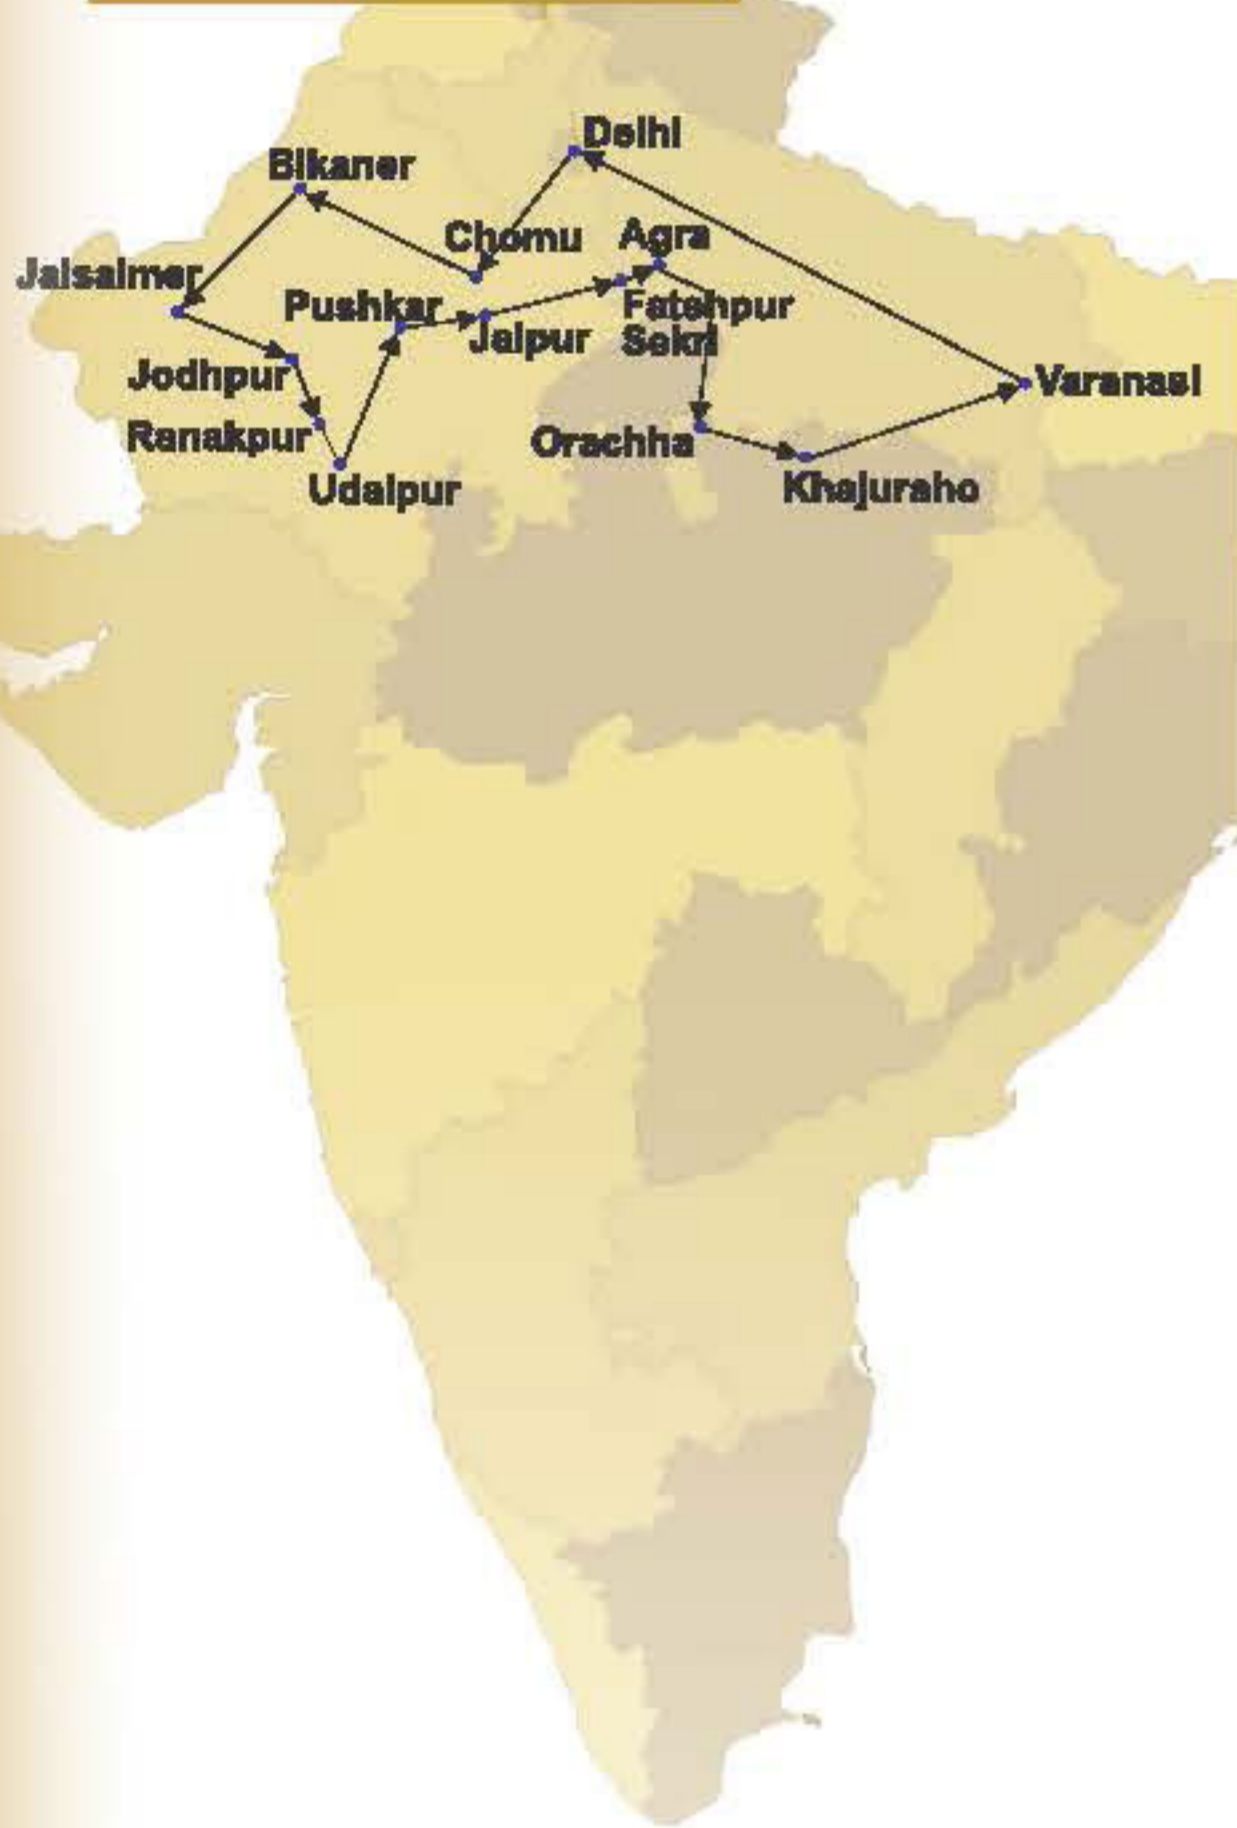 Delhi
Bikaner
Chomu
Agra
Jaisalmer
Pushkar
Fatehpur
Sekri
Jaipur
Jodhpur
Varanasi
Ranakpur
Orachha
Udaipur
Khajuraho